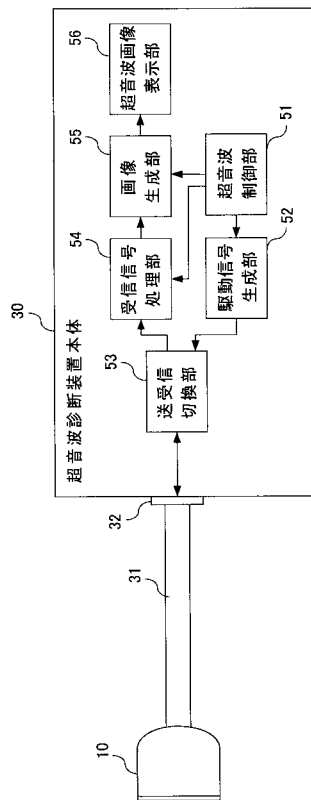 30
超音波診断装置本体
10
31
32
53
送受信
切換部
54
受信信号
処理部
55
画像
生成部
56
超音波画像
表示部
52
駆動信号
生成部
51
超音波
制御部